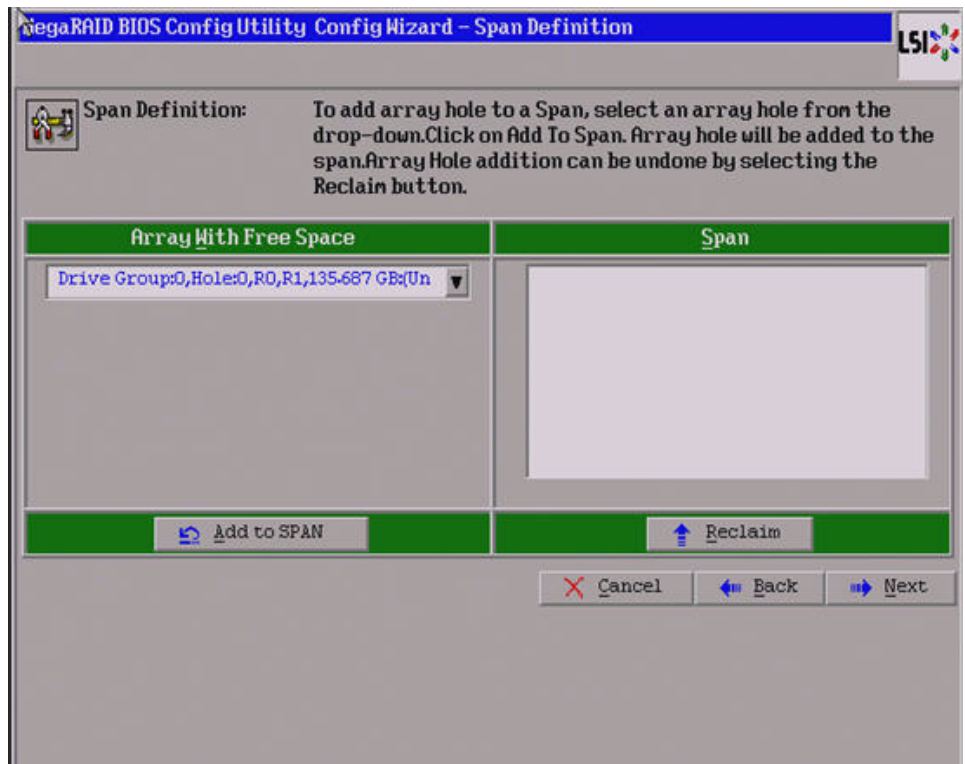 MegaRAID BIOS Config Utility Config Wizard – Span Definition
LSI
Span Definition:
To add array hole to a Span, select an array hole from the
drop-down.Click on Add To Span. Array hole will be added to the
span.Array Hole addition can be undone by selecting the
Reclaim button.
Array With Free Space
Span
Drive Group:0,Hole:0,R0,R1,135.687 GB:(Un
Add to SPAN
Reclaim
Cancel
Back
Next